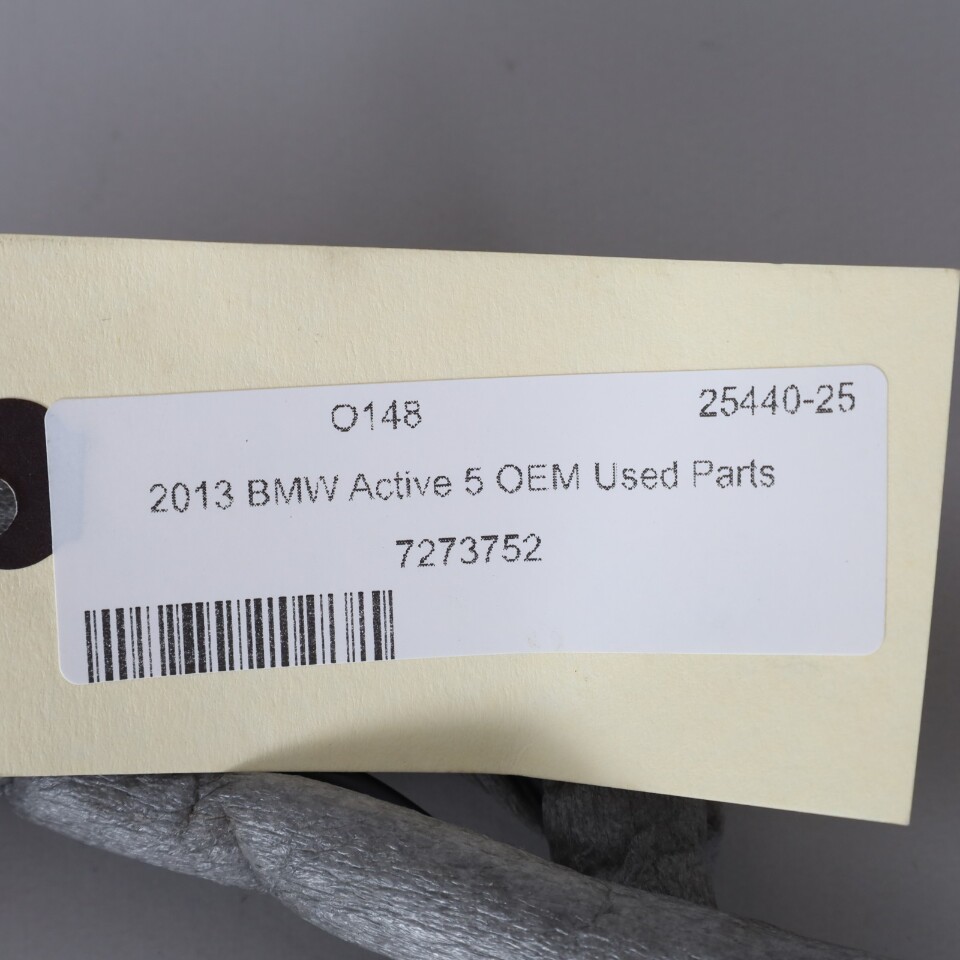 O148 25440-25
2013 BMW Active 5 OEM Used Parts
7273752